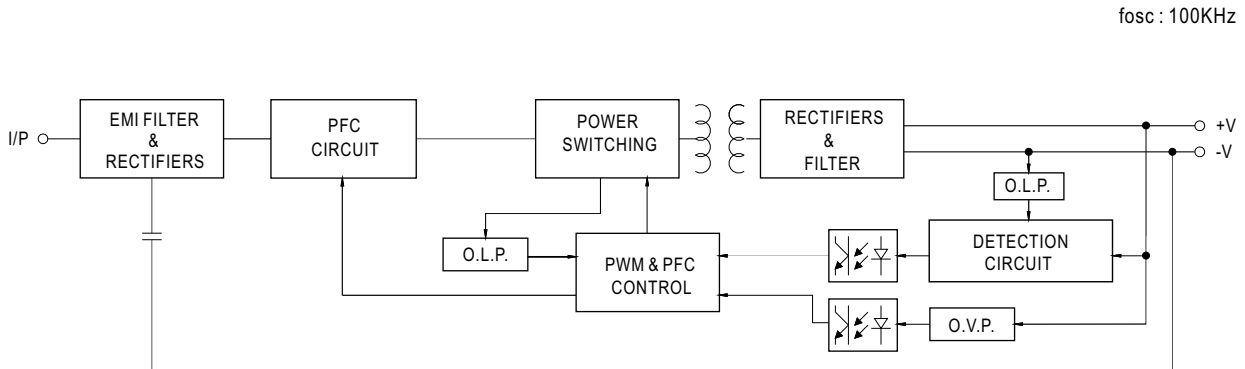 fosc : 100KHz
I/P
EMI FILTER
&
RECTIFIERS
PFC
CIRCUIT
POWER
SWITCHING
RECTIFIERS
&
FILTER
+V
-V
O.L.P.
O.L.P.
PWM & PFC
CONTROL
DETECTION
CIRCUIT
O.V.P.